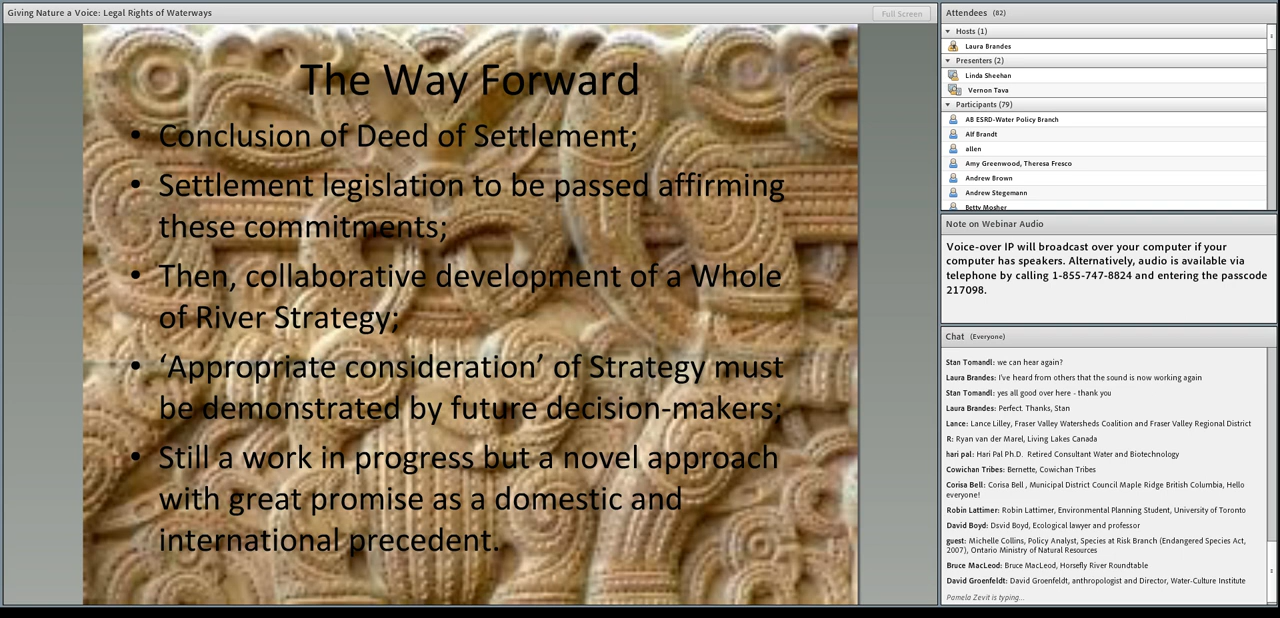 Giving Nature a Voice: Legal Rights of Waterways
Full Screen
The Way Forward
• Conclusion of Deed of Settlement;
• Settlement legislation to be passed affirming
these commitments;
• Then, collaborative development of a Whole
of River Strategy;
• ‘Appropriate consideration’ of Strategy must
be demonstrated by future decision-makers;
• Still a work in progress but a novel approach
with great promise as a domestic and
international precedent.
Attendees (82)
Hosts (1)
Laura Brandes
Presenters (2)
Linda Sheehan
Vernon Tava
Participants (79)
AB ESRD-Water Policy Branch
Alf Brandt
allen
Amy Greenwood, Theresa Fresco
Andrew Brown
Andrew Stegemann
Betty Mosher
Note on Webinar Audio
Voice-over IP will broadcast over your computer if your
computer has speakers. Alternatively, audio is available via
telephone by calling 1-855-747-8824 and entering the passcode
217098.
Chat (Everyone)
Stan Tomandl: we can hear again?
Laura Brandes: I've heard from others that the sound is now working again
Stan Tomandl: yes all good over here - thank you
Laura Brandes: Perfect. Thanks, Stan
Lance: Lance Lilley, Fraser Valley Watersheds Coalition and Fraser Valley Regional District
R: Ryan van der Marel, Living Lakes Canada
hari pal: Hari Pal Ph.D. Retired Consultant Water and Biotechnology
Cowichan Tribes: Bernette, Cowichan Tribes
Corisa Bell: Corisa Bell , Municipal District Council Maple Ridge British Columbia, Hello
everyone!
Robin Lattimer: Robin Lattimer, Environmental Planning Student, University of Toronto
David Boyd: Dsvid Boyd, Ecological lawyer and professor
guest: Michelle Collins, Policy Analyst, Species at Risk Branch (Endangered Species Act,
2007), Ontario Ministry of Natural Resources
Bruce MacLeod: Bruce MacLeod, Horsefly River Roundtable
David Groenfeldt: David Groenfeldt, anthropologist and Director, Water-Culture Institute
Pamela Zevit is typing...